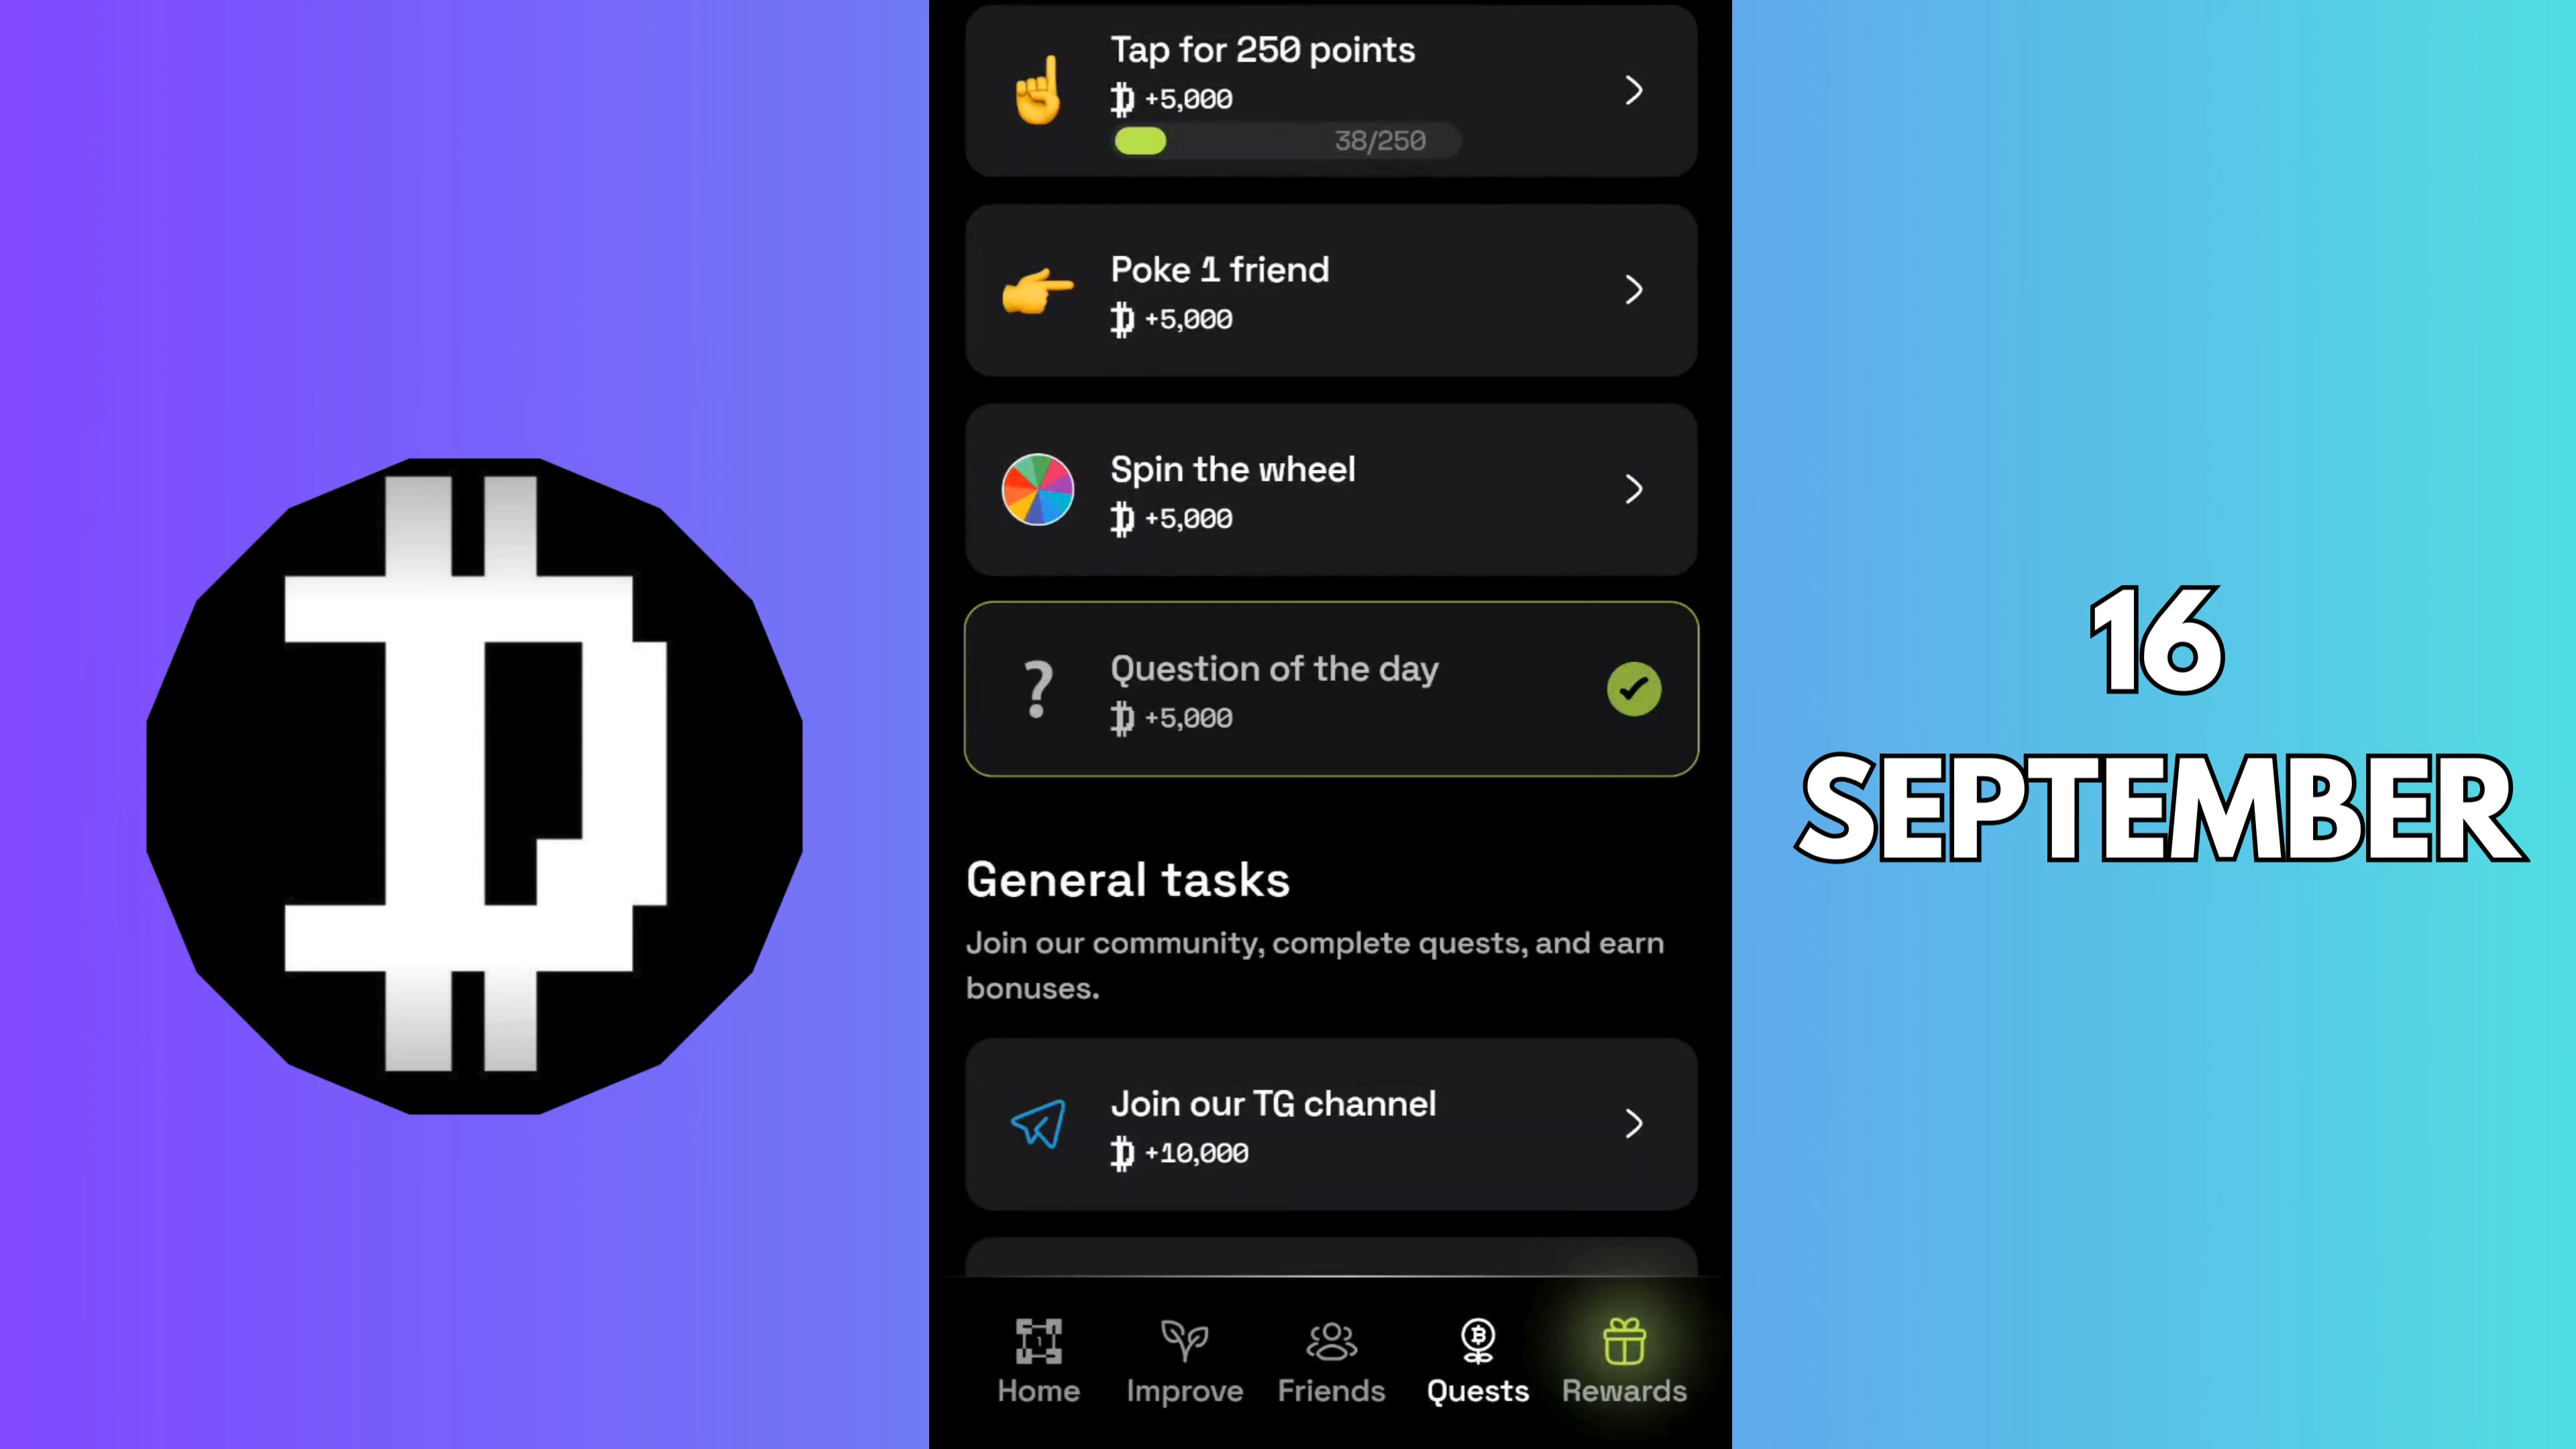 Tap for 250 points
+5,000
38/250
Poke 1 friend
+5,000
Spin the wheel
+5,000
Question of the day
+5,000
General tasks
Join our community, complete quests, and earn
bonuses.
Join our TG channel
+10,000
Home Improve Friends Quests Rewards
16
SEPTEMBER